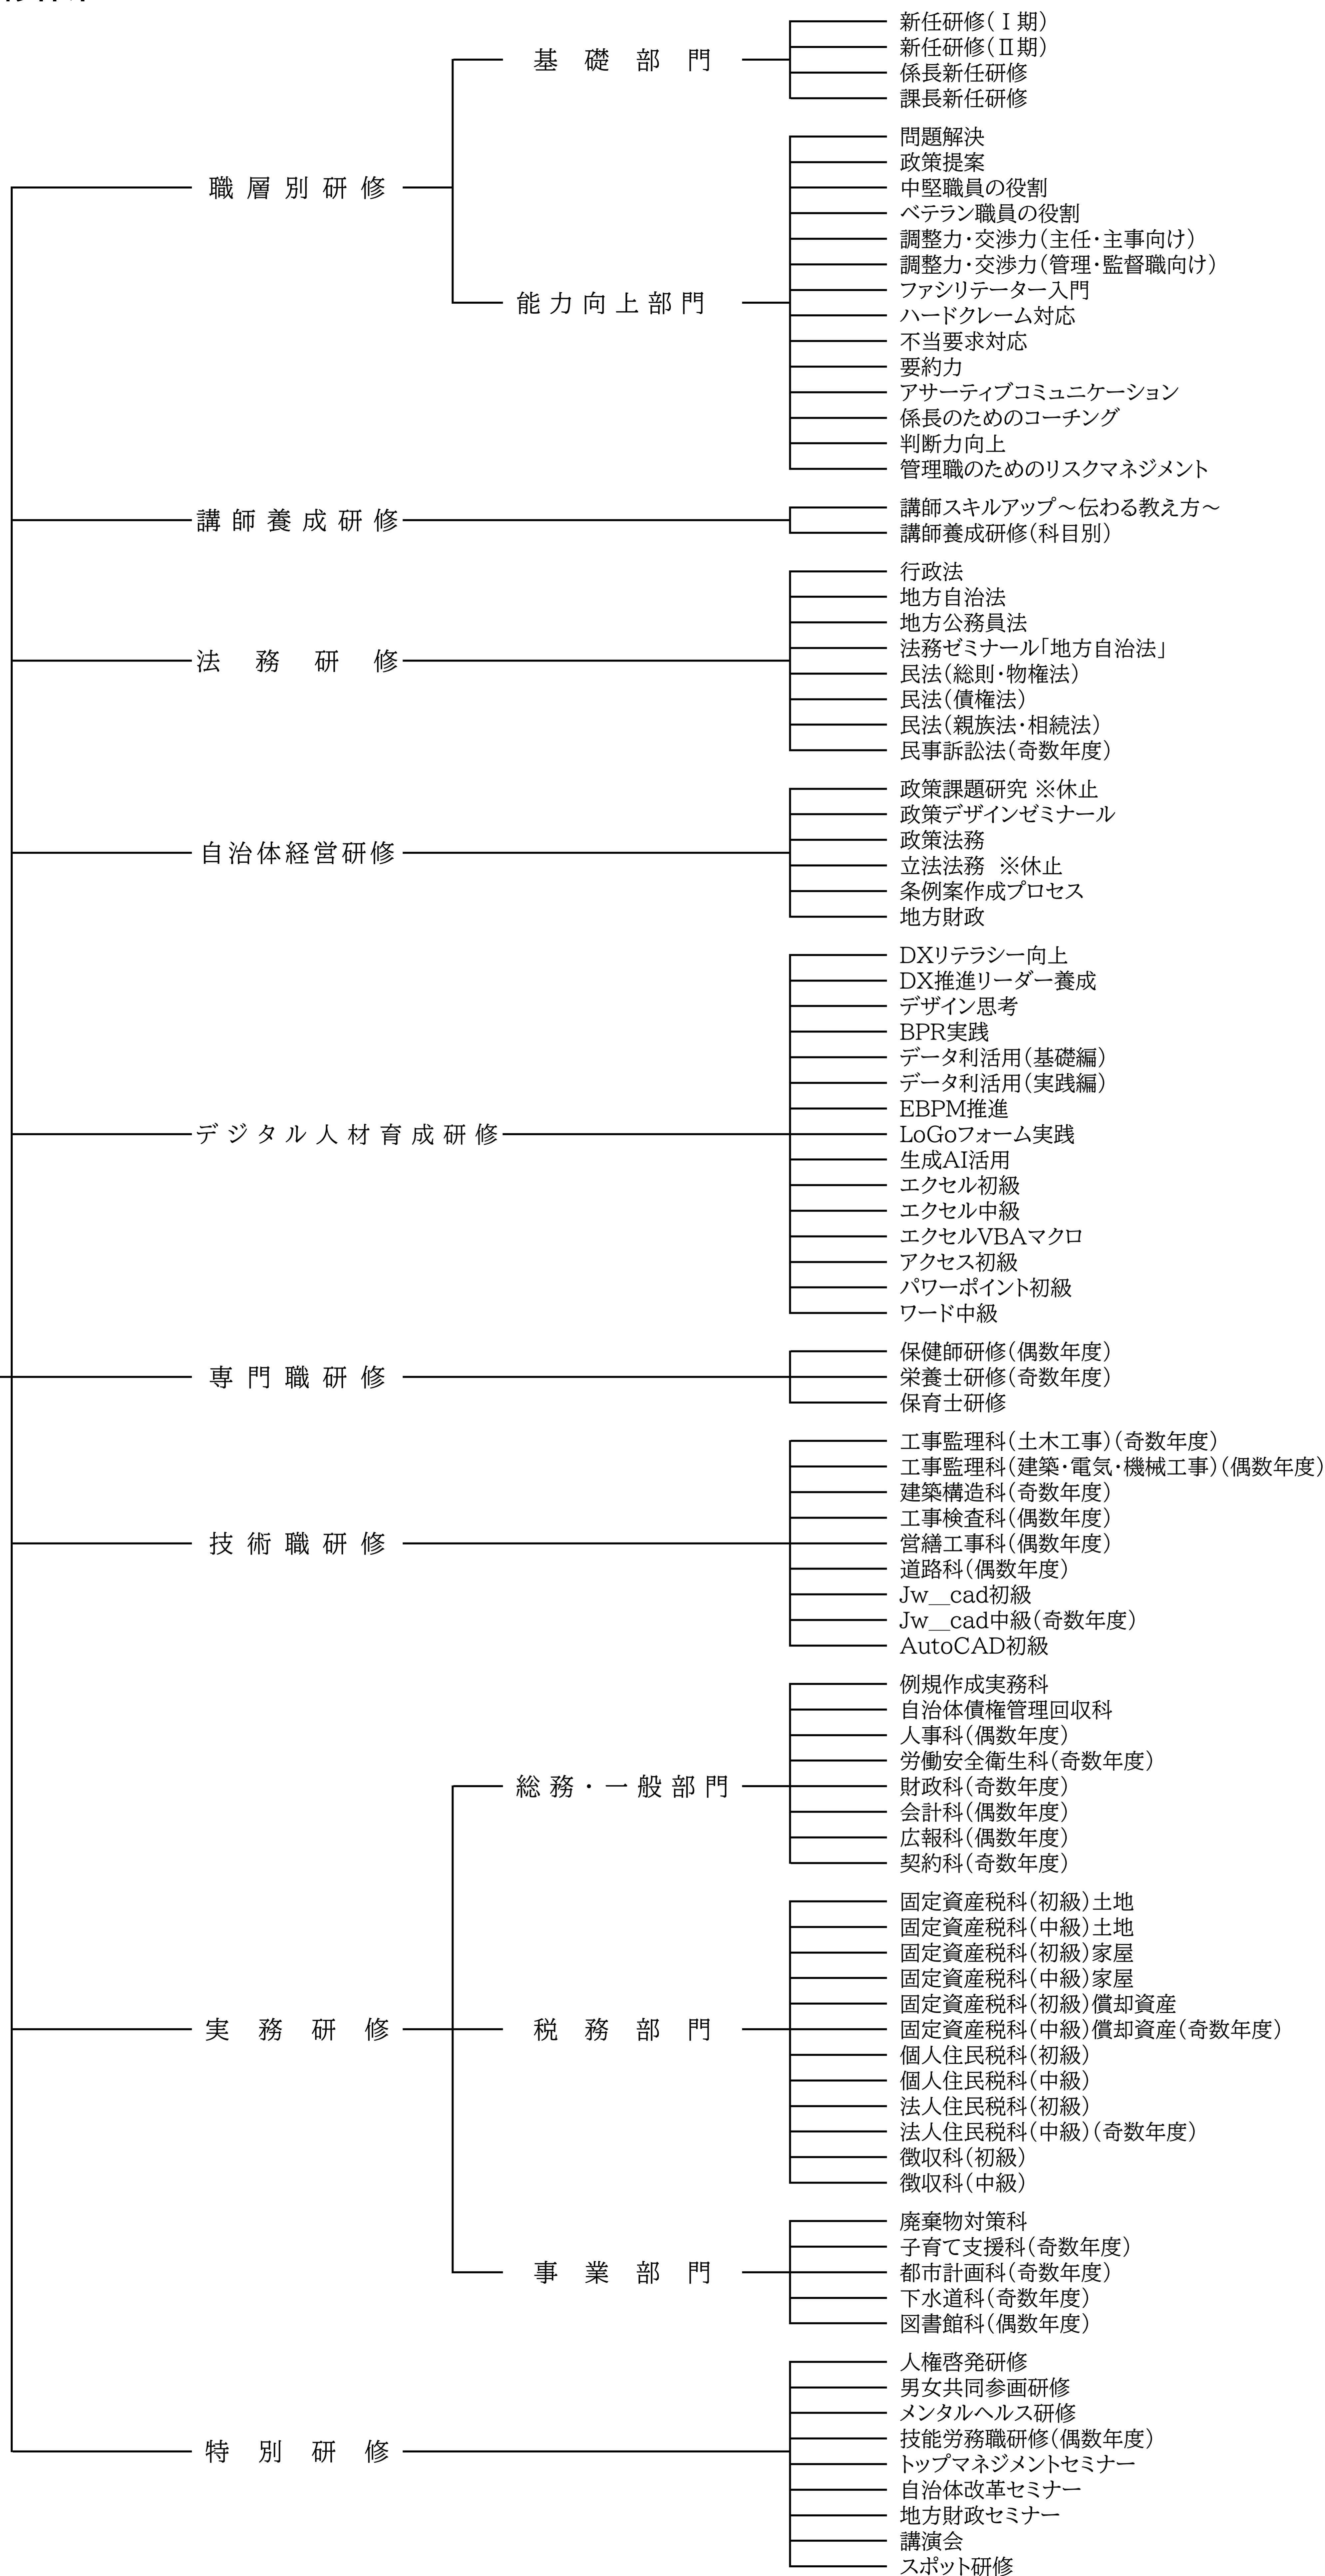 職層別研修
基礎部門
新任研修(Ⅰ期)
新任研修(Ⅱ期)
係長新任研修
課長新任研修
能力向上部門
問題解決
政策提案
中堅職員の役割
ベテラン職員の役割
調整力・交渉力(主任・主事向け)
調整力・交渉力(管理・監督職向け)
ファシリテーター入門
ハードクレーム対応
不当要求対応
要約力
アサーティブコミュニケーション
係長のためのコーチング
判断力向上
管理職のためのリスクマネジメント
講師養成研修
講師スキルアップ～伝わる教え方～
講師養成研修(科目別)
法務研修
行政法
地方自治法
地方公務員法
法務ゼミナール「地方自治法」
民法(総則・物権法)
民法(債権法)
民法(親族法・相続法)
民事訴訟法(奇数年度)
自治体経営研修
政策課題研究 ※休止
政策デザインゼミナール
政策法務
立法法務 ※休止
条例案作成プロセス
地方財政
デジタル人材育成研修
DXリテラシー向上
DX推進リーダー養成
デザイン思考
BPR実践
データ利活用(基礎編)
データ利活用(実践編)
EBPM推進
LoGoフォーム実践
生成AI活用
エクセル初級
エクセル中級
エクセルVBAマクロ
アクセス初級
パワーポイント初級
ワード中級
専門職研修
保健師研修(偶数年度)
栄養士研修(奇数年度)
保育士研修
技術職研修
工事監理科(土木工事)(奇数年度)
工事監理科(建築・電気・機械工事)(偶数年度)
建築構造科(奇数年度)
工事検査科(偶数年度)
営繕工事科(偶数年度)
道路科(偶数年度)
Jw__cad初級
Jw__cad中級(奇数年度)
AutoCAD初級
実務研修
総務・一般部門
例規作成実務科
自治体債権管理回収科
人事科(偶数年度)
労働安全衛生科(奇数年度)
財政科(奇数年度)
会計科(偶数年度)
広報科(偶数年度)
契約科(奇数年度)
税務部門
固定資産税科(初級)土地
固定資産税科(中級)土地
固定資産税科(初級)家屋
固定資産税科(中級)家屋
固定資産税科(初級)償却資産
固定資産税科(中級)償却資産(奇数年度)
個人住民税科(初級)
個人住民税科(中級)
法人住民税科(初級)
法人住民税科(中級)(奇数年度)
徴収科(初級)
徴収科(中級)
事業部門
廃棄物対策科
子育て支援科(奇数年度)
都市計画科(奇数年度)
下水道科(奇数年度)
図書館科(偶数年度)
特別研修
人権啓発研修
男女共同参画研修
メンタルヘルス研修
技能労務職研修(偶数年度)
トップマネジメントセミナー
自治体改革セミナー
地方財政セミナー
講演会
スポット研修